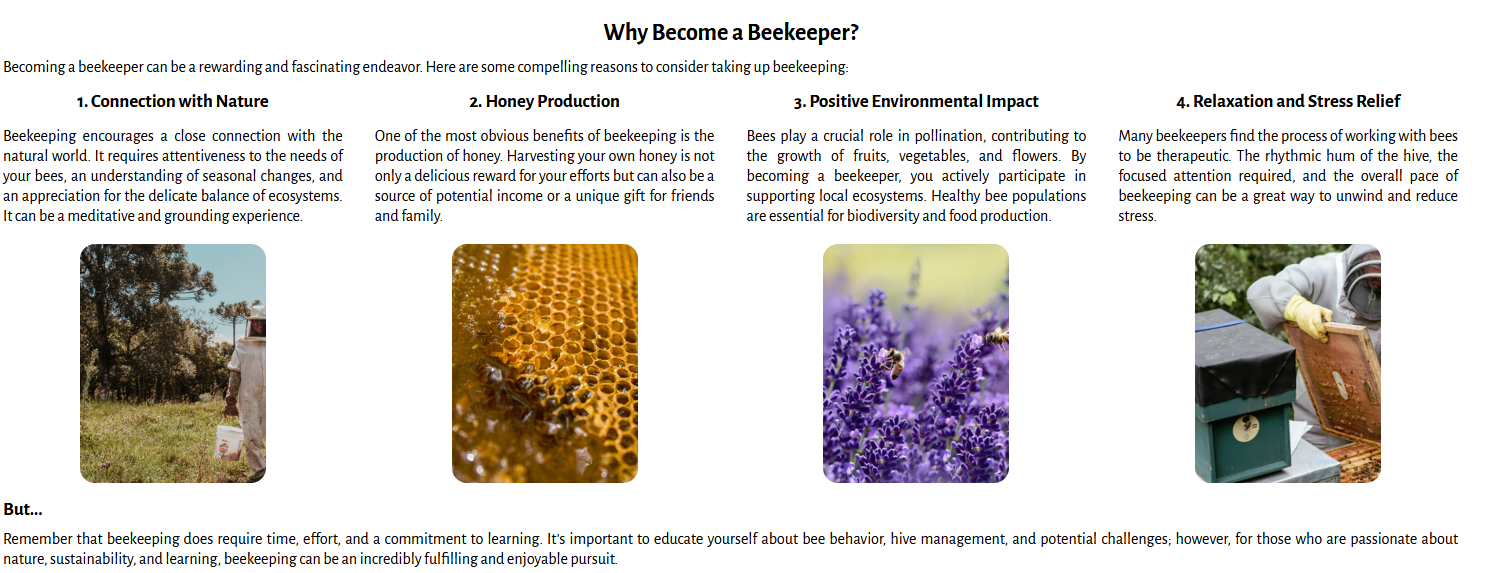 Why Become a Beekeeper?
Becoming a beekeeper can be a rewarding and fascinating endeavor. Here are some compelling reasons to consider taking up beekeeping:
1. Connection with Nature
Beekeeping encourages a close connection with the
natural world. It requires attentiveness to the needs of
your bees, an understanding of seasonal changes, and
an appreciation for the delicate balance of ecosystems.
It can be a meditative and grounding experience.
2. Honey Production
One of the most obvious benefits of beekeeping is the
production of honey. Harvesting your own honey is not
only a delicious reward for your efforts but can also be a
source of potential income or a unique gift for friends
and family.
3. Positive Environmental Impact
Bees play a crucial role in pollination, contributing to
the growth of fruits, vegetables, and flowers. By
becoming a beekeeper, you actively participate in
supporting local ecosystems. Healthy bee populations
are essential for biodiversity and food production.
4. Relaxation and Stress Relief
Many beekeepers find the process of working with bees
to be therapeutic. The rhythmic hum of the hive, the
focused attention required, and the overall pace of
beekeeping can be a great way to unwind and reduce
stress.
But...
Remember that beekeeping does require time, effort, and a commitment to learning. It's important to educate yourself about bee behavior, hive management, and potential challenges; however, for those who are passionate about
nature, sustainability, and learning, beekeeping can be an incredibly fulfilling and enjoyable pursuit.